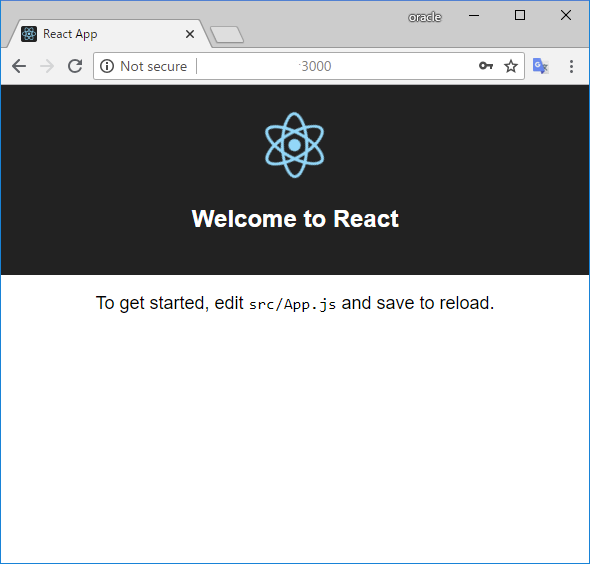 oracle
React App
Not secure :3000
Welcome to React
To get started, edit src/App.js and save to reload.